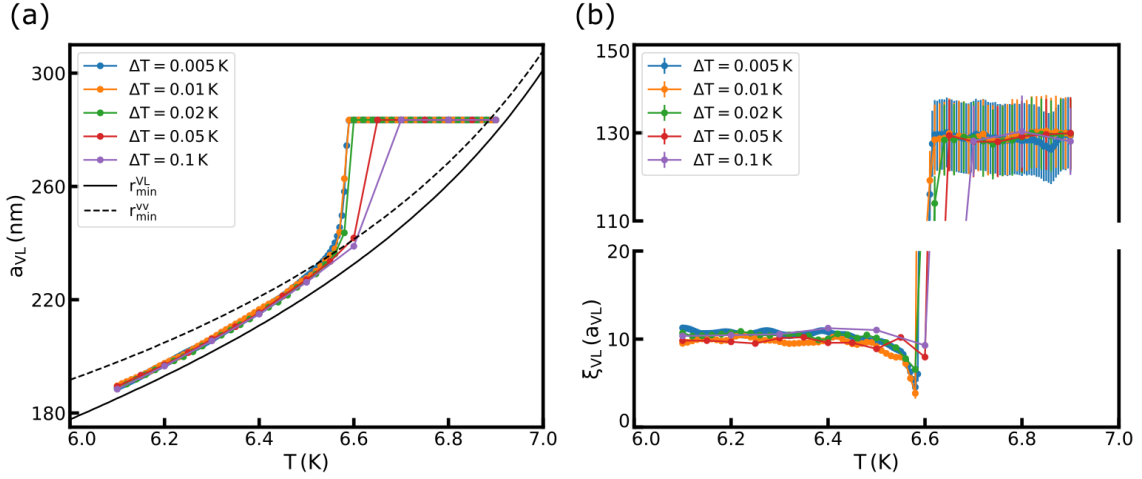 (a)
(b)
300
260
220
180
a_VL (nm)
ΔT = 0.005 K
ΔT = 0.01 K
ΔT = 0.02 K
ΔT = 0.05 K
ΔT = 0.1 K
r_min^VL
r_min^vv
6.0 6.2 6.4 6.6 6.8 7.0
T (K)
150
130
110
20
10
0
ξ_VL (a_VL)
ΔT = 0.005 K
ΔT = 0.01 K
ΔT = 0.02 K
ΔT = 0.05 K
ΔT = 0.1 K
6.0 6.2 6.4 6.6 6.8 7.0
T (K)